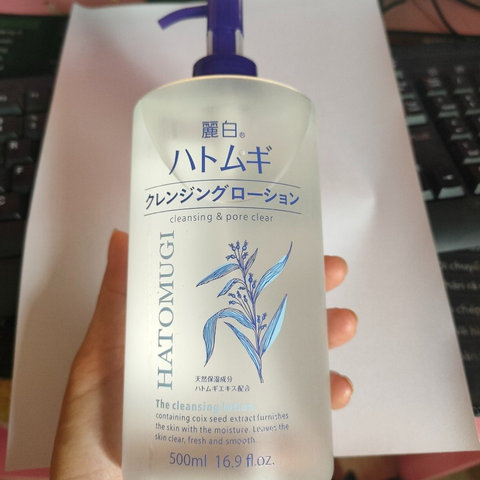 麗白®
ハトムギ
クレンジングローション
cleansing & pore clear
HATOMUGI
天然保湿成分
ハトムギエキス配合
The cleansing lotion
containing coix seed extract furnishes
the skin with the moisture. Leaves the
skin clear, fresh and smooth.
500ml 16.9 fl.oz.